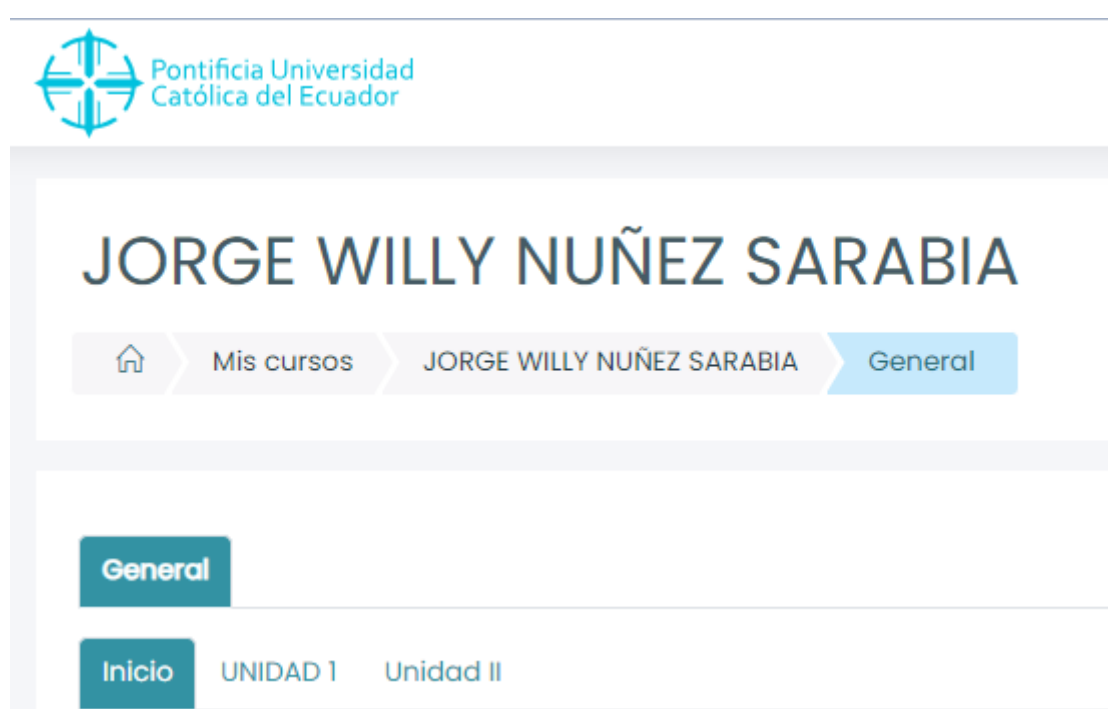 Pontificia Universidad
Católica del Ecuador
JORGE WILLY NUÑEZ SARABIA
Mis cursos JORGE WILLY NUÑEZ SARABIA General
General
Inicio UNIDAD 1 Unidad II